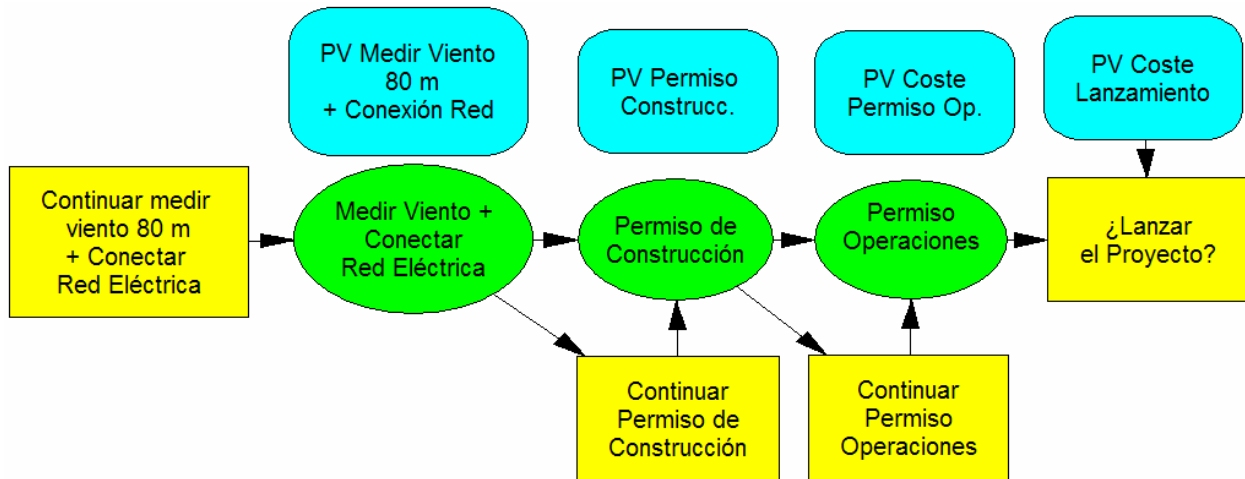 PV Medir Viento
80 m
+ Conexión Red
PV Permiso
Construcc.
PV Coste
Permiso Op.
PV Coste
Lanzamiento
Continuar medir
viento 80 m
+ Conectar
Red Eléctrica
Medir Viento +
Conectar
Red Eléctrica
Permiso de
Construcción
Permiso
Operaciones
¿Lanzar
el Proyecto?
Continuar
Permiso de
Construcción
Continuar
Permiso
Operaciones